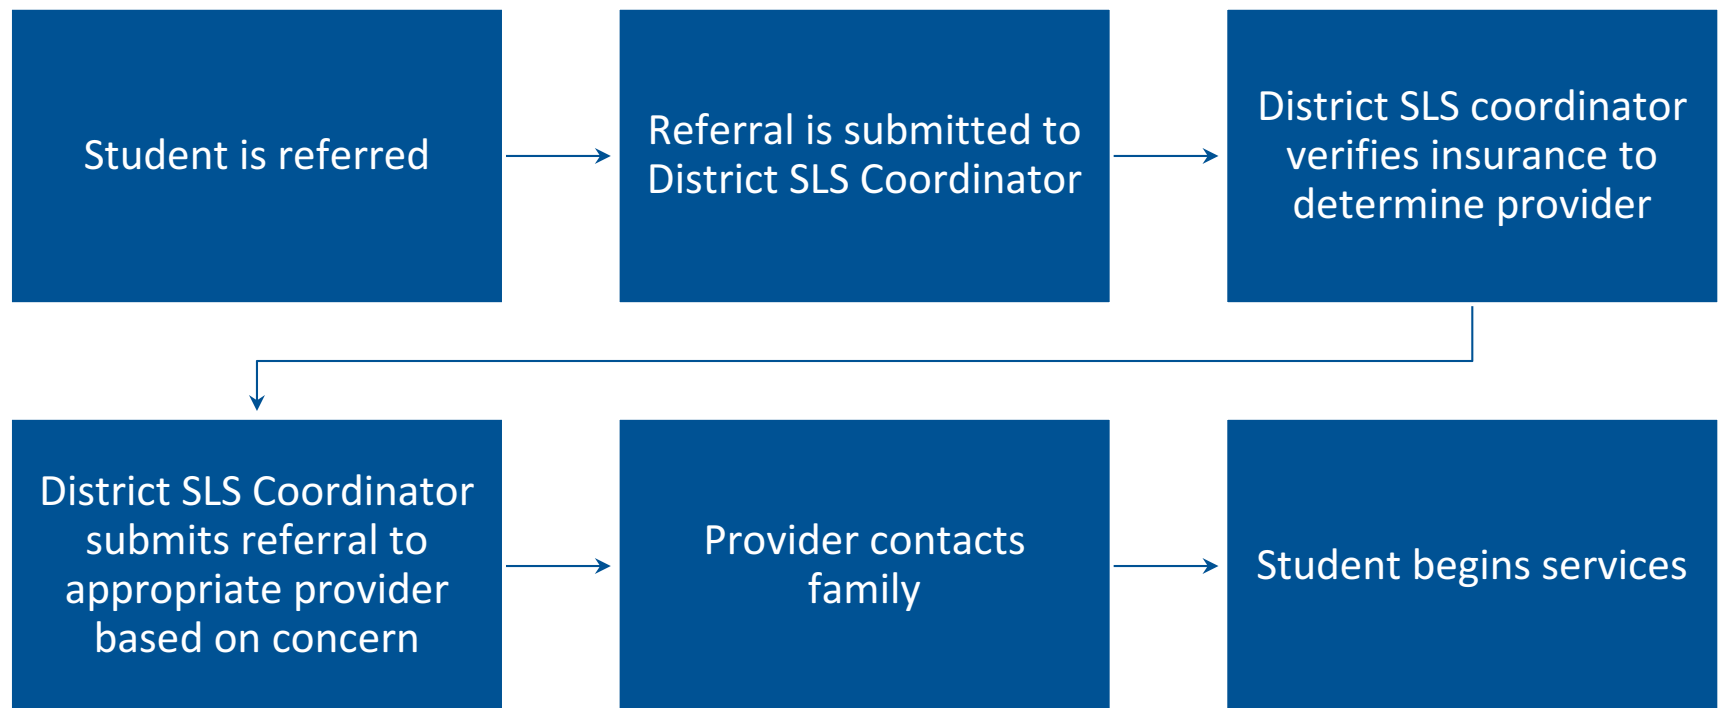 Student is referred
Referral is submitted to
District SLS Coordinator
District SLS coordinator
verifies insurance to
determine provider
District SLS Coordinator
submits referral to
appropriate provider
based on concern
Provider contacts
family
Student begins services